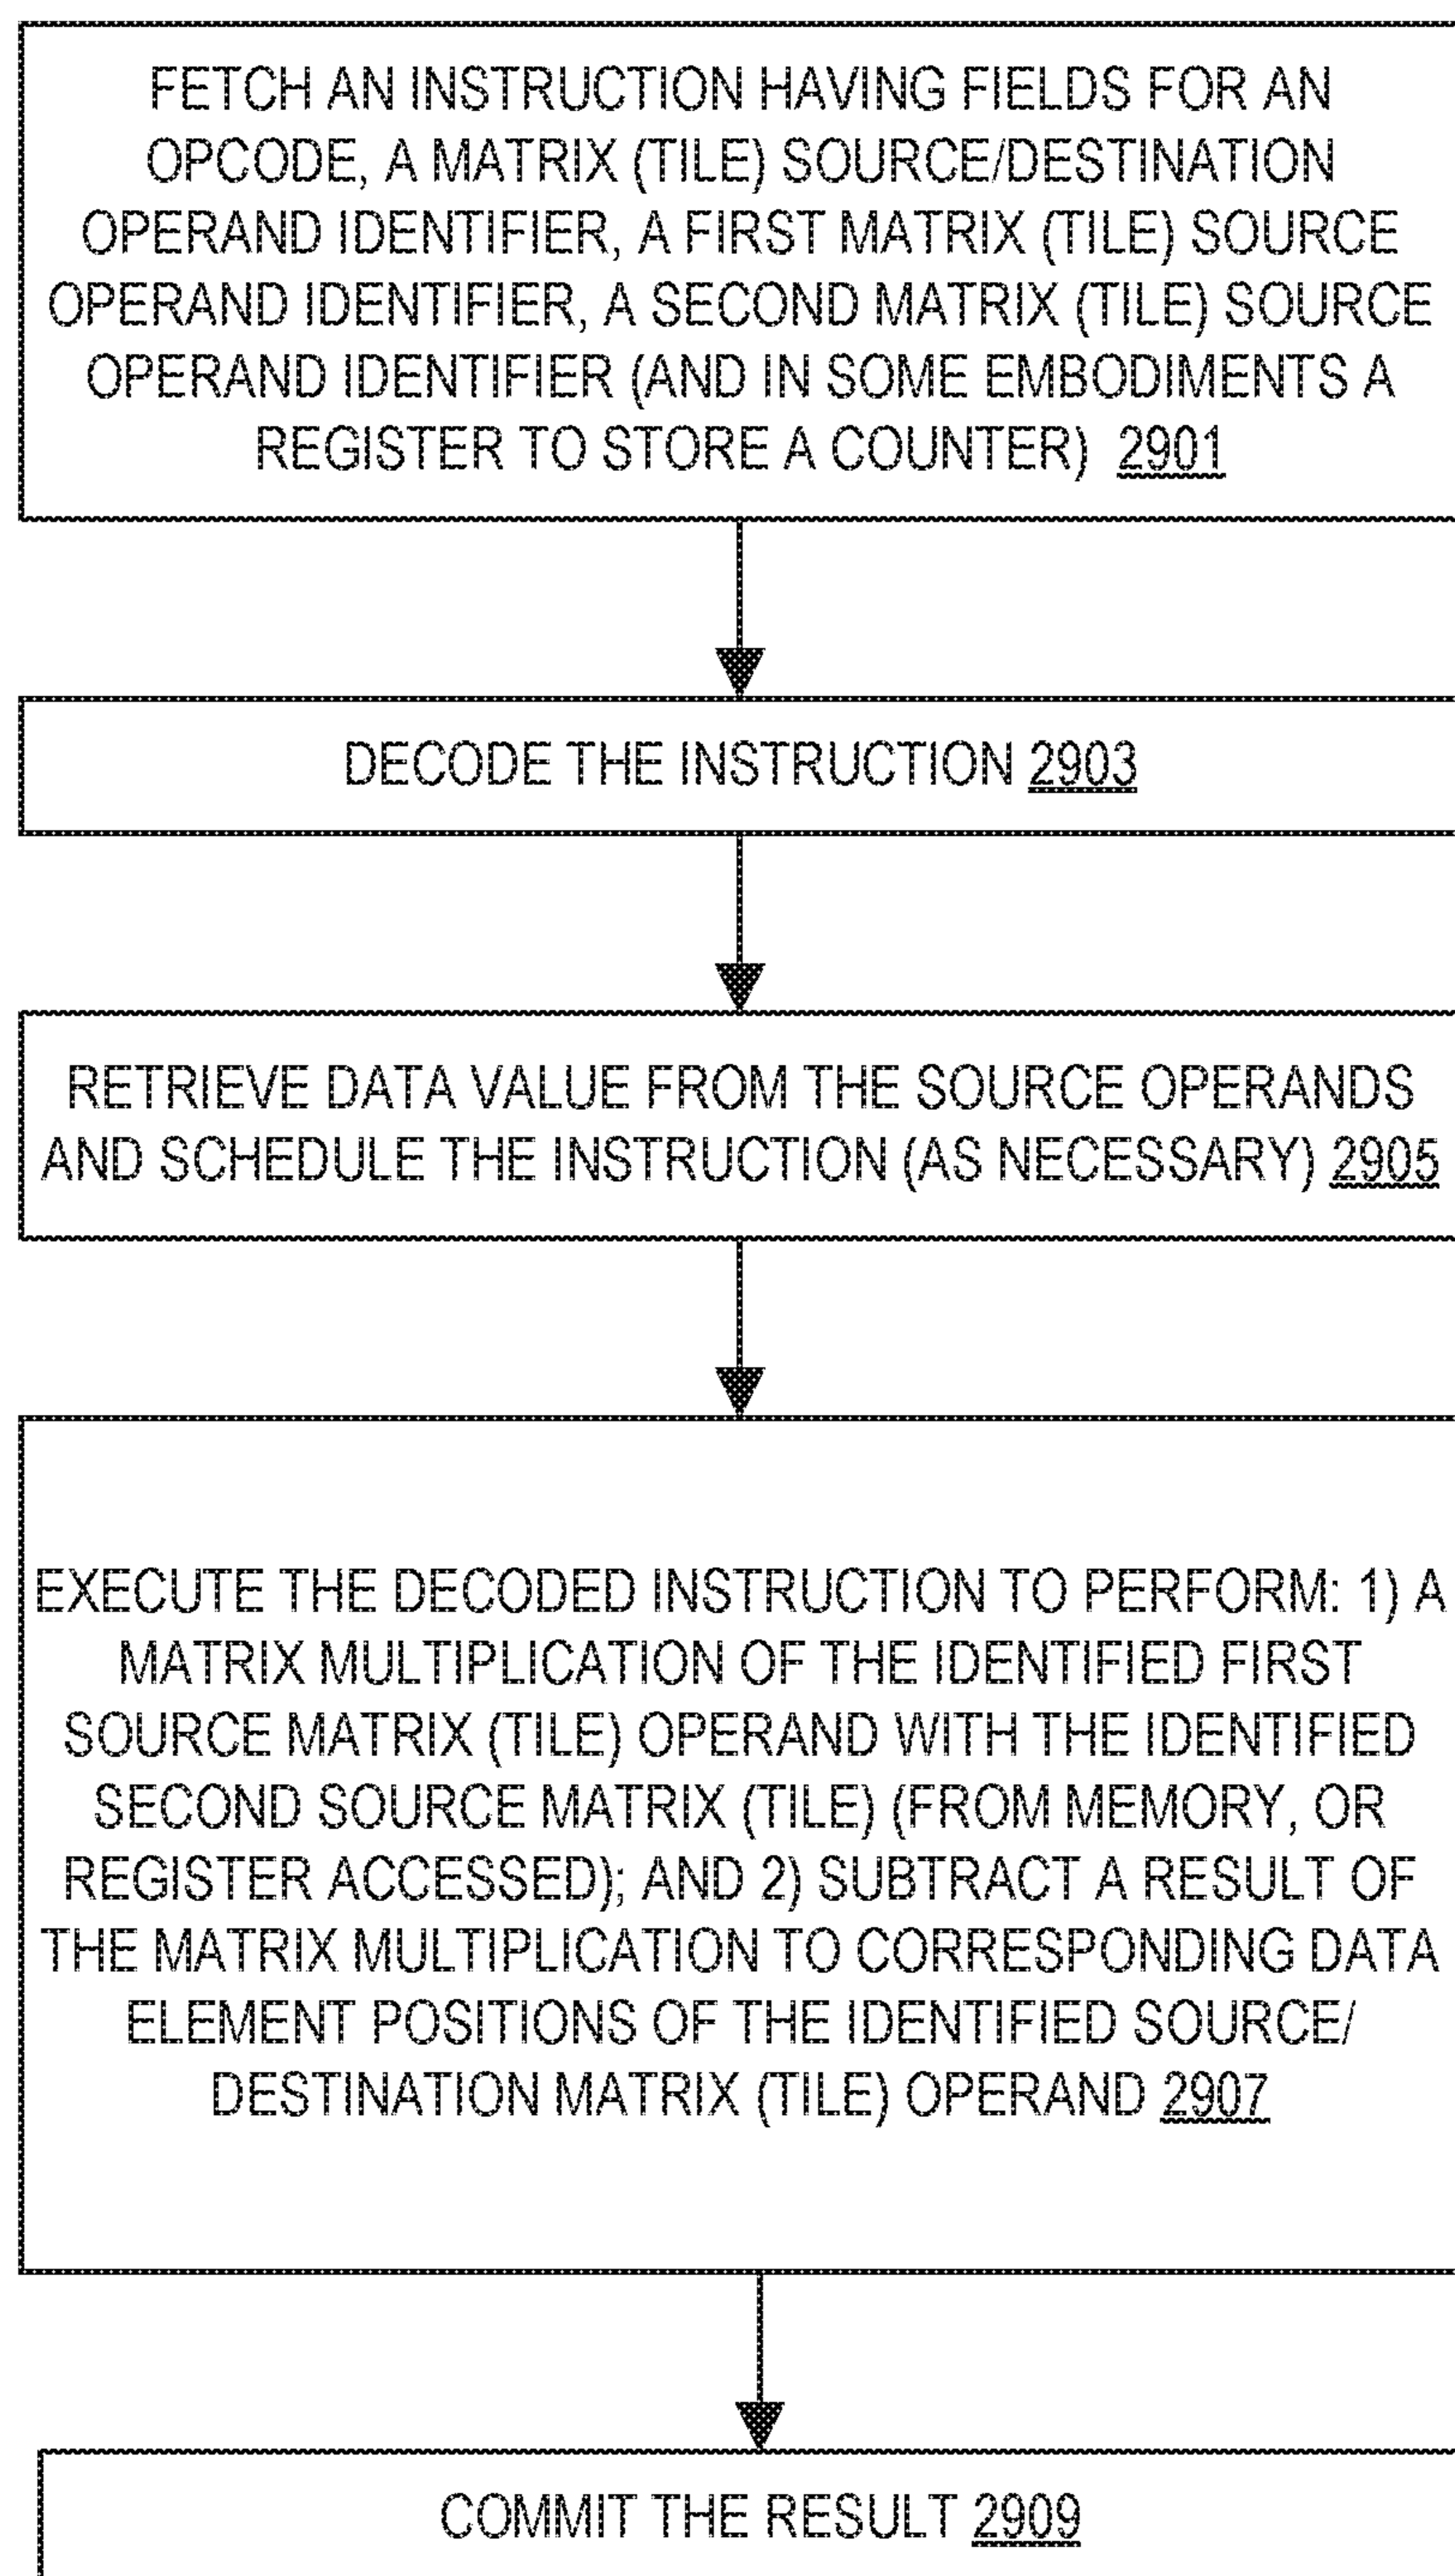 FETCH AN INSTRUCTION HAVING FIELDS FOR AN
OPCODE, A MATRIX (TILE) SOURCE/DESTINATION
OPERAND IDENTIFIER, A FIRST MATRIX (TILE) SOURCE
OPERAND IDENTIFIER, A SECOND MATRIX (TILE) SOURCE
OPERAND IDENTIFIER (AND IN SOME EMBODIMENTS A
REGISTER TO STORE A COUNTER) 2901
DECODE THE INSTRUCTION 2903
RETRIEVE DATA VALUE FROM THE SOURCE OPERANDS
AND SCHEDULE THE INSTRUCTION (AS NECESSARY) 2905
EXECUTE THE DECODED INSTRUCTION TO PERFORM: 1) A
MATRIX MULTIPLICATION OF THE IDENTIFIED FIRST
SOURCE MATRIX (TILE) OPERAND WITH THE IDENTIFIED
SECOND SOURCE MATRIX (TILE) (FROM MEMORY, OR
REGISTER ACCESSED); AND 2) SUBTRACT A RESULT OF
THE MATRIX MULTIPLICATION TO CORRESPONDING DATA
ELEMENT POSITIONS OF THE IDENTIFIED SOURCE/
DESTINATION MATRIX (TILE) OPERAND 2907
COMMIT THE RESULT 2909